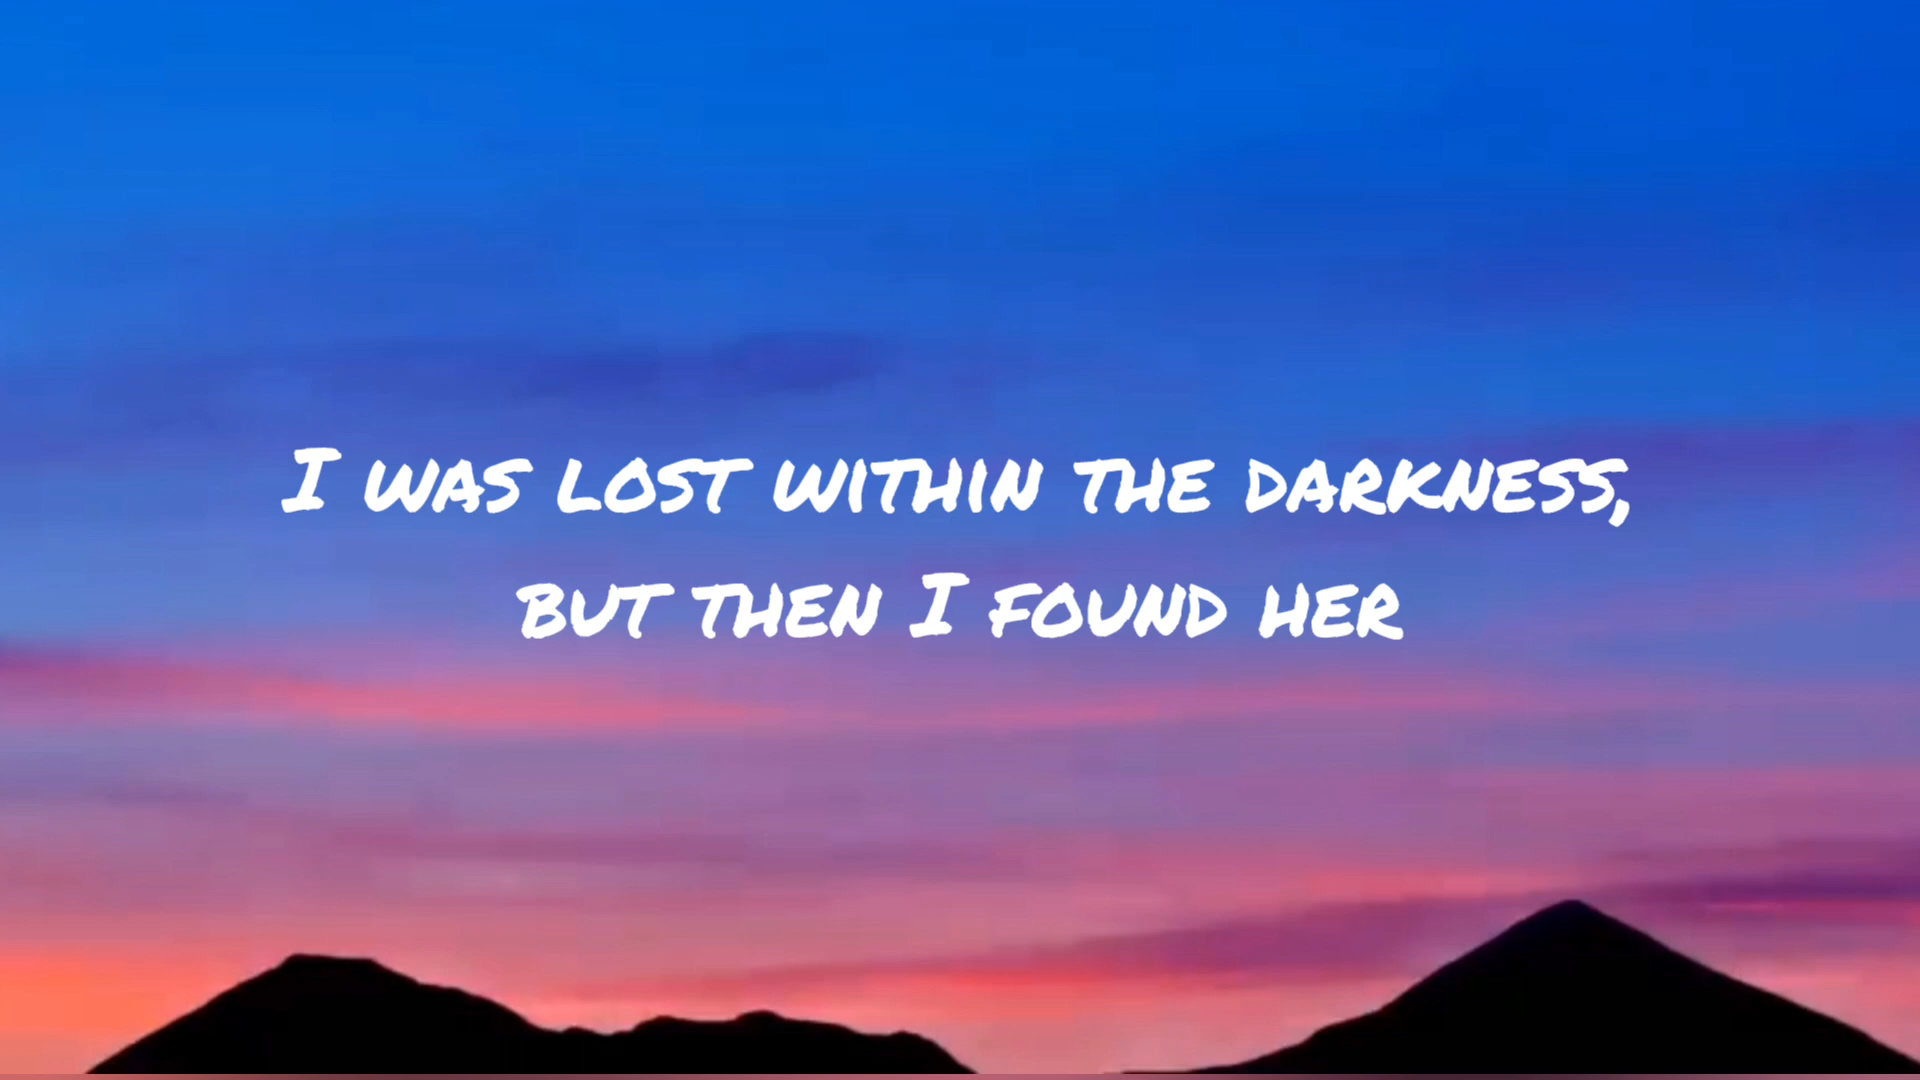 I WAS LOST WITHIN THE DARKNESS,
BUT THEN I FOUND HER